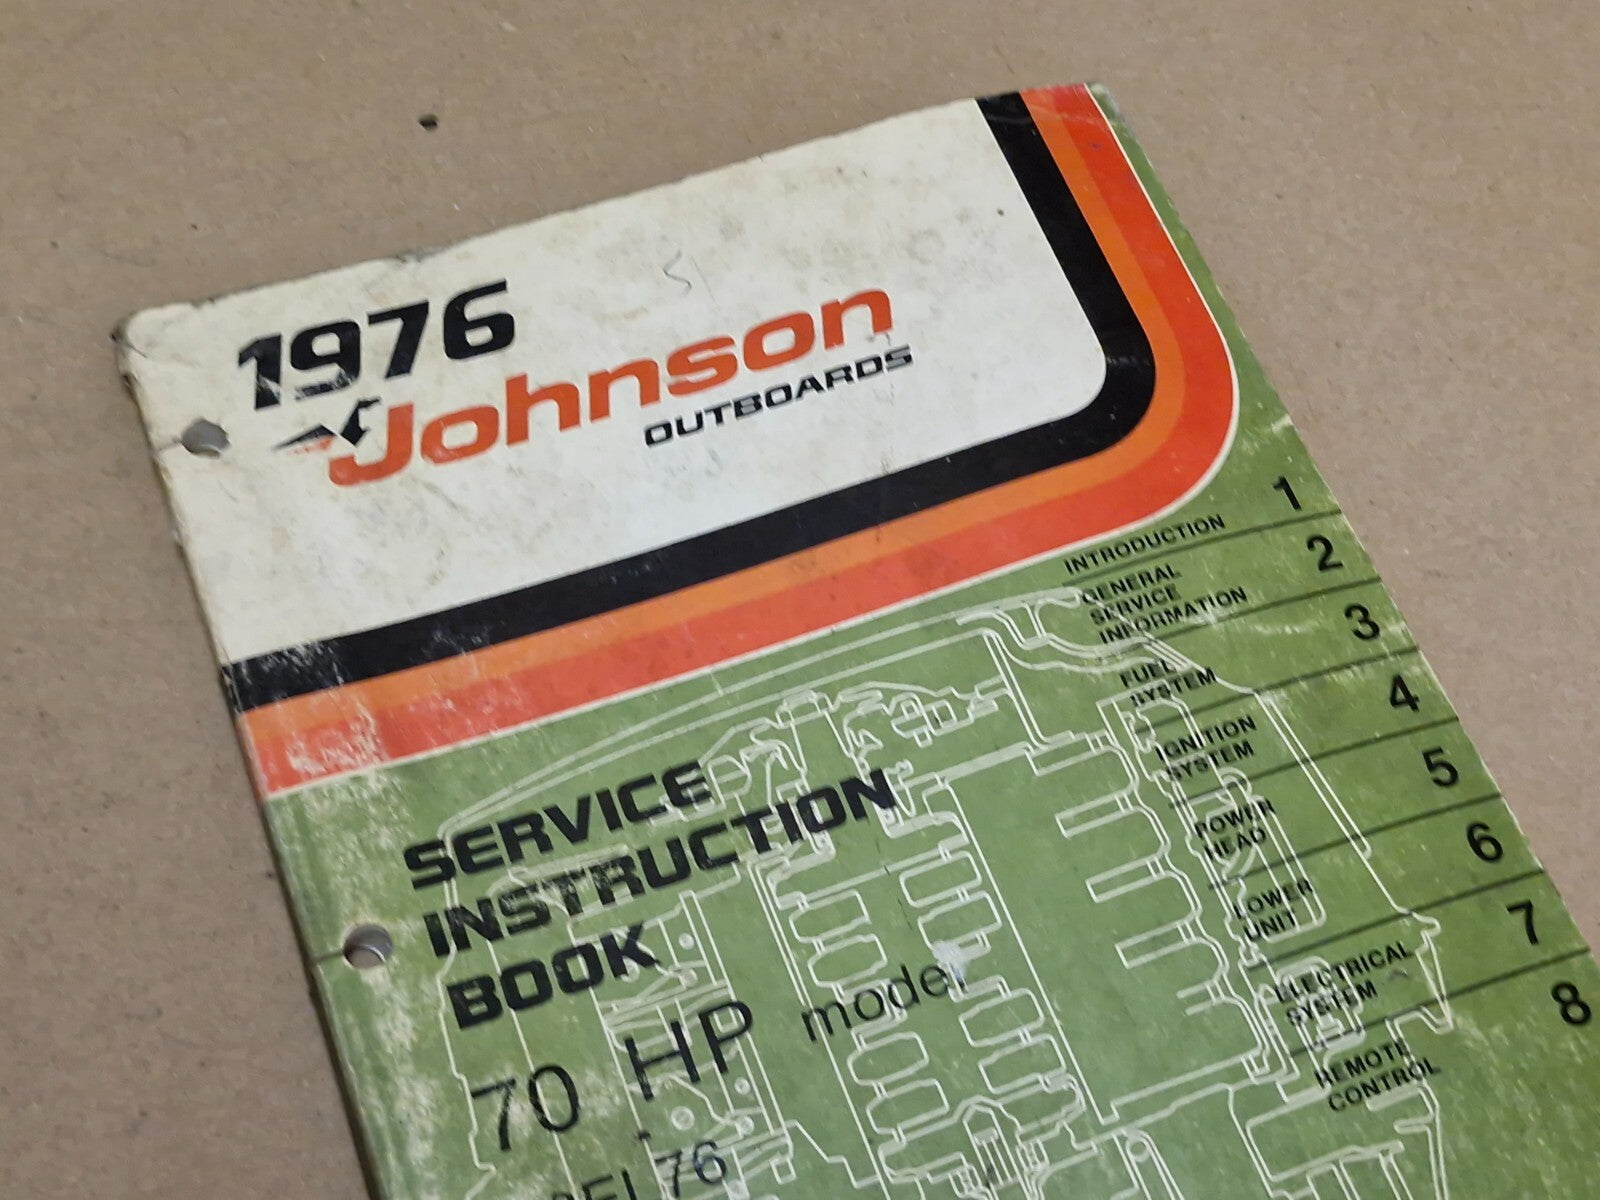 1976
Johnson
OUTBOARDS
INTRODUCTION 1
GENERAL
SERVICE
INFORMATION 2
FUEL
SYSTEM 3
IGNITION
SYSTEM 4
POWER
HEAD 5
LOWER
UNIT 6
ELECTRICAL
SYSTEM 7
REMOTE
CONTROL 8
SERVICE
INSTRUCTION
BOOK
70 HP model
76